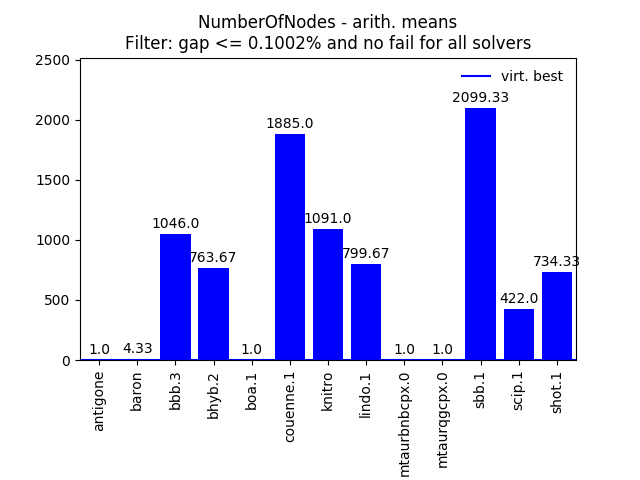 NumberOfNodes - arith. means
Filter: gap <= 0.1002% and no fail for all solvers
2500
2000
1500
1000
500
0
virt. best
1.0
4.33
1046.0
763.67
1.0
1885.0
1091.0
799.67
1.0
1.0
2099.33
422.0
734.33
antigone
baron
bbb.3
bhyb.2
boa.1
couenne.1
knitro
lindo.1
mtaurbnbcpx.0
mtaurqgcpx.0
sbb.1
scip.1
shot.1